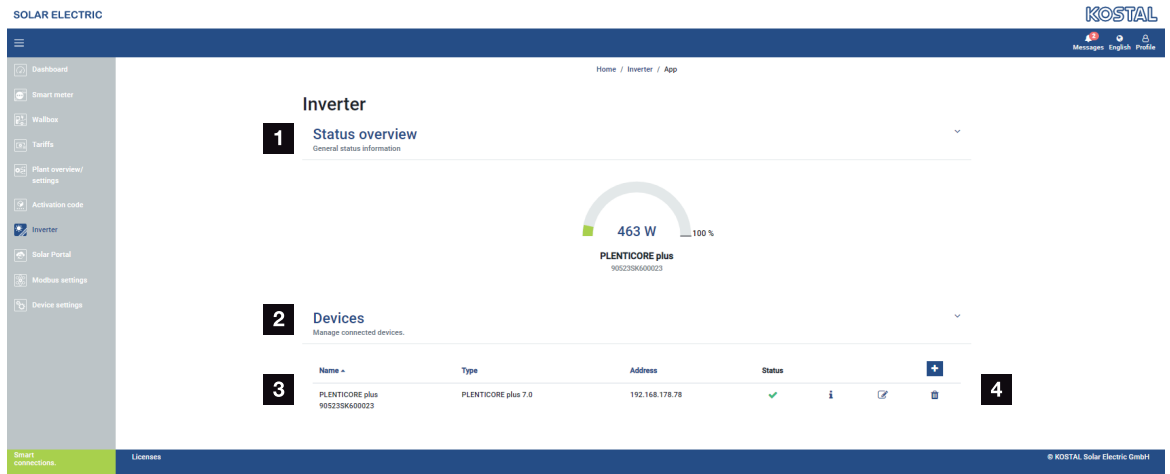 SOLAR ELECTRIC
KOSTAL
2
Messages English Profile
Dashboard
Smart meter
Wallbox
Tariffs
Plant overview/
settings
Activation code
Inverter
Solar Portal
Modbus settings
Device settings
Home / Inverter / App
Inverter
1
Status overview
General status information
463 W
100 %
PLENTICORE plus
90523SK600023
2
Devices
Manage connected devices.
Name Type Address Status
3
PLENTICORE plus PLENTICORE plus 7.0 192.168.178.78
90523SK600023
4
Smart
connections.
Licenses
© KOSTAL Solar Electric GmbH